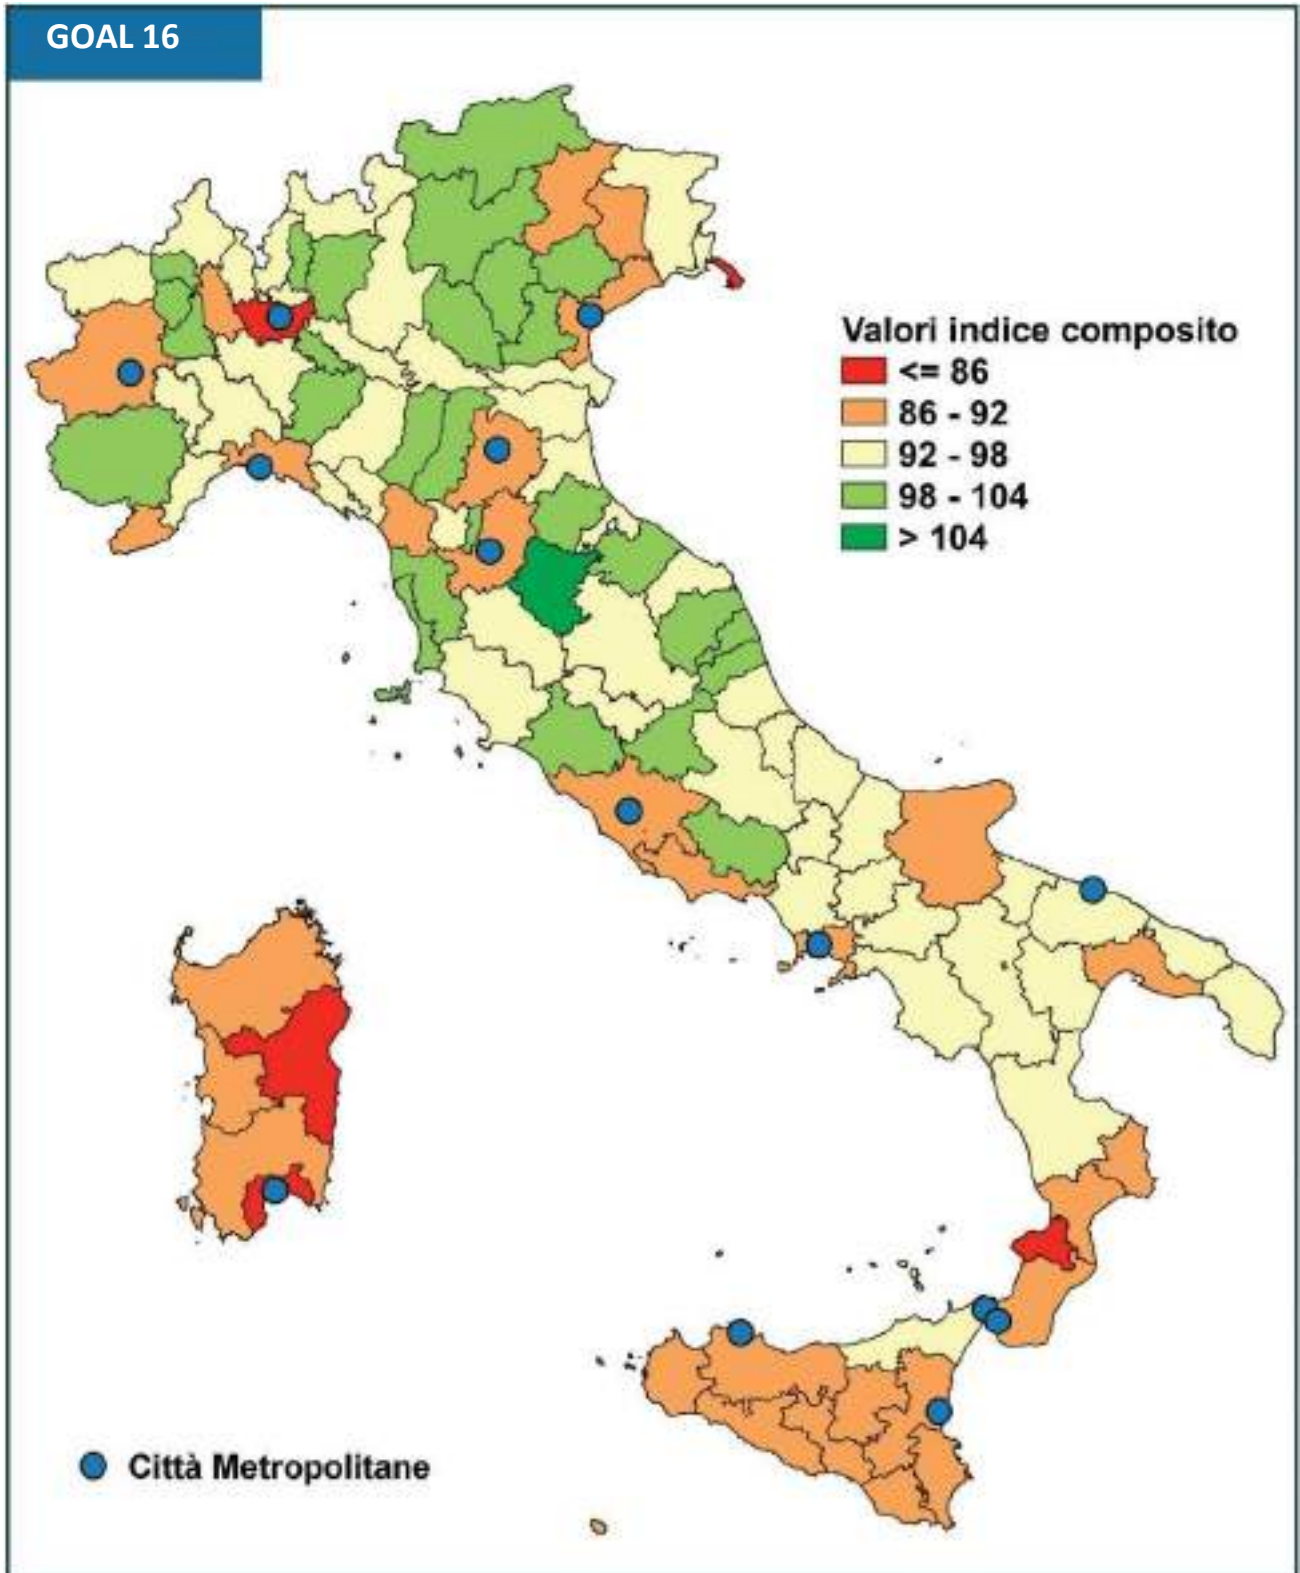 GOAL 16
Valori indice composito
<= 86
86 - 92
92 - 98
98 - 104
> 104
Città Metropolitane